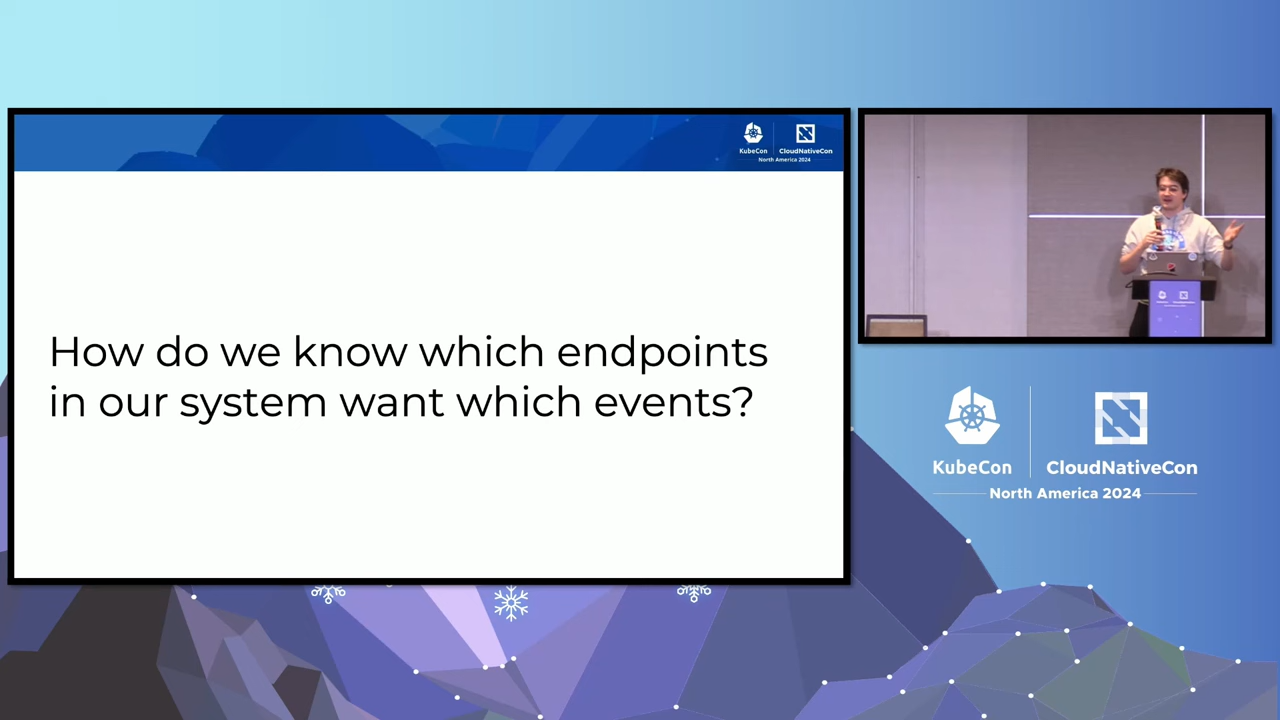 KubeCon
CloudNativeCon
North America 2024
How do we know which endpoints
in our system want which events?
KubeCon
CloudNativeCon
North America 2024